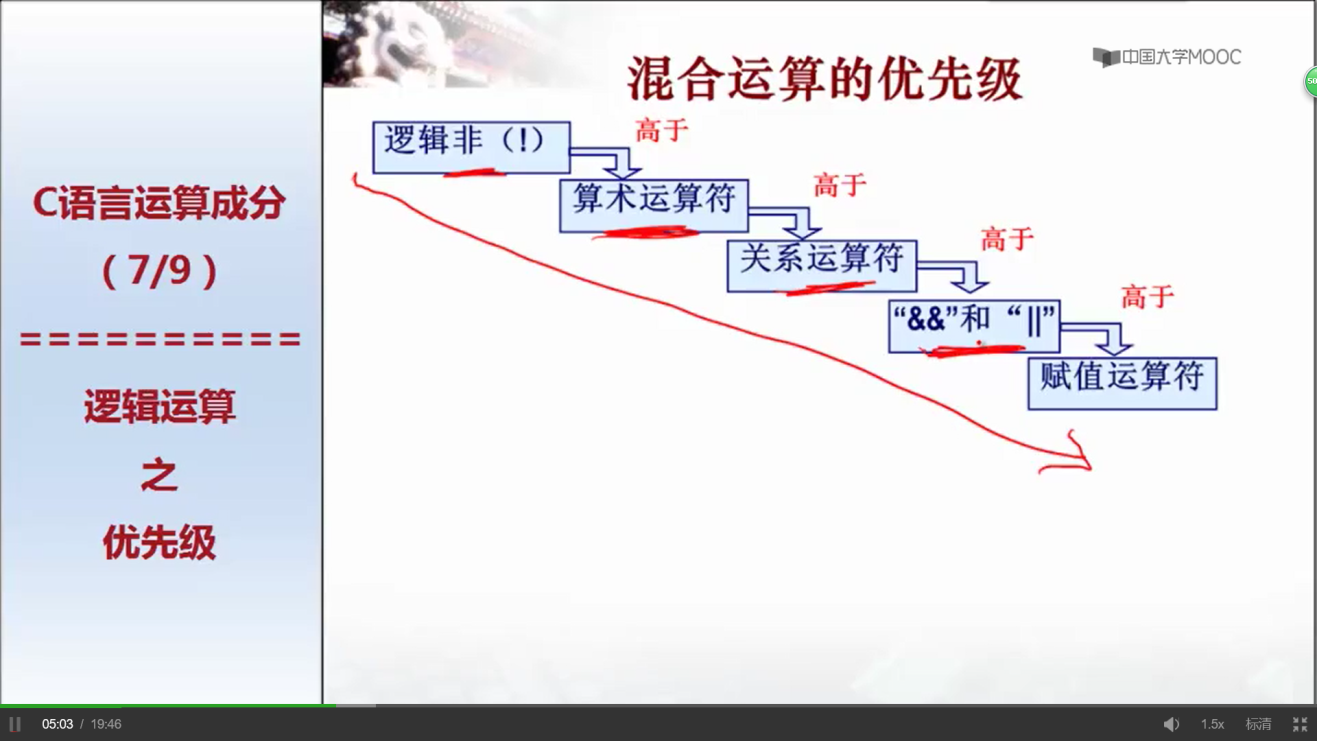 C语言运算成分
（7/9）
==========
逻辑运算
之
优先级
混合运算的优先级
中国大学MOOC
50
逻辑非（!）
高于
算术运算符
高于
关系运算符
高于
“&&”和“||”
高于
赋值运算符
05:03 / 19:46
1.5x
标清